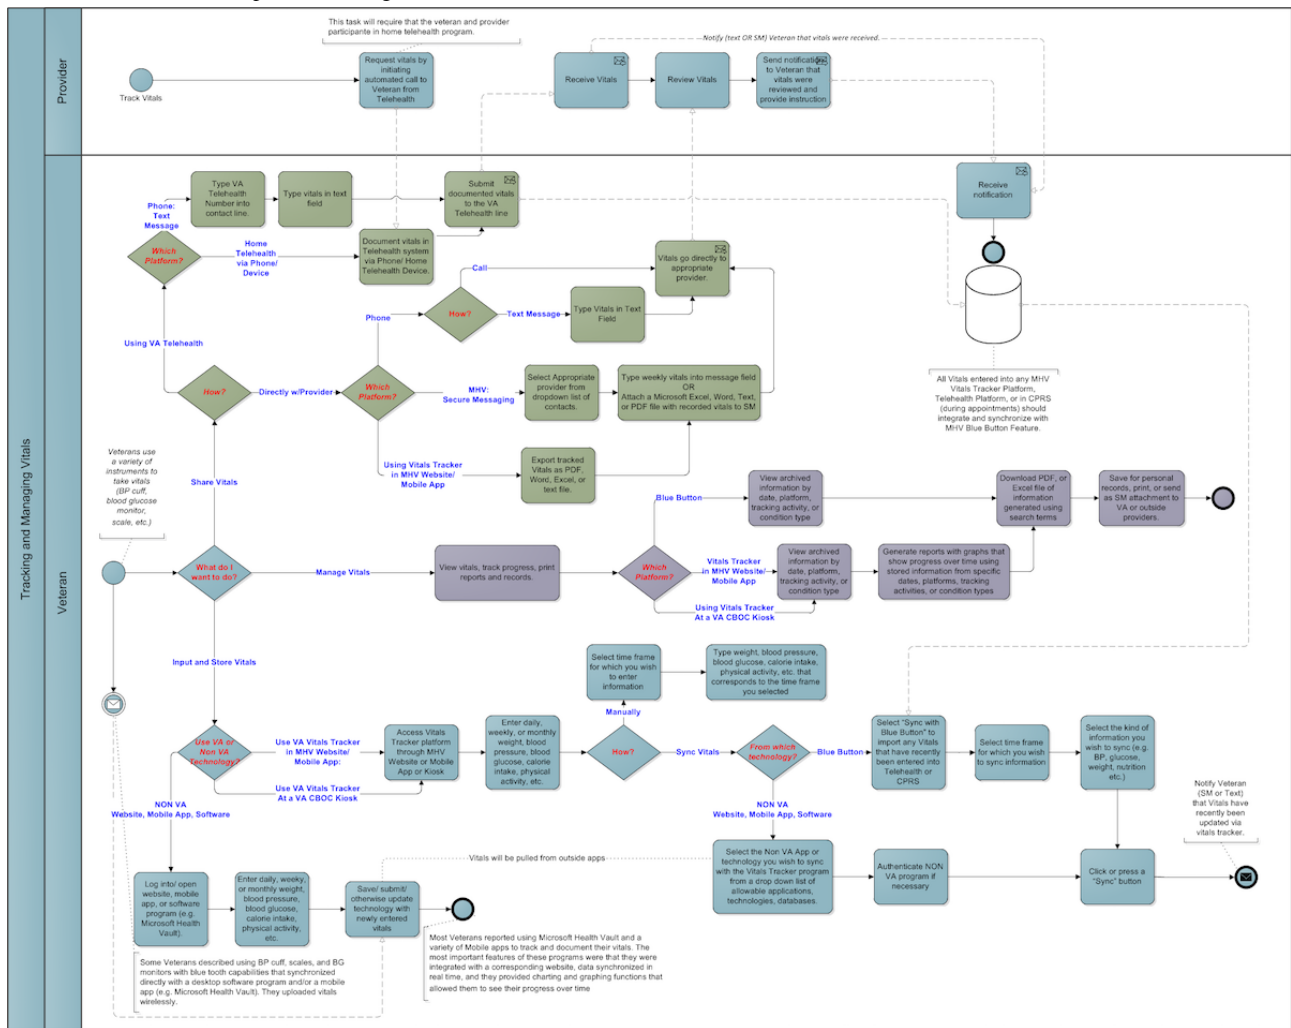 This task will require that the veteran and provider
participante in home telehealth program.
Tracking and Managing Vitals
Provider
Track Vitals
Request vitals by
initiating
automated call to
Veteran from
Telehealth
Notify (text OR SM) Veteran that vitals were received.
Receive Vitals
Review Vitals
Send notification
to Veteran that
vitals were
reviewed and
provide instruction
Veteran
Receive
notification
Phone:
Text
Message
Type VA
Telehealth
Number into
contact line.
Type vitals in text
field
Submit
documented vitals
to the VA
Telehealth line
Which
Platform?
Home
Telehealth
via Phone/
Device
Document vitals in
Telehealth system
via Phone/ Home
Telehealth Device.
Using VA Telehealth
How?
Directly w/Provider
Which
Platform?
Phone
How?
Call
Vitals go directly to
appropriate
provider.
Text Message
Type Vitals in Text
Field
MHV:
Secure Messaging
Select Appropriate
provider from
dropdown list of
contacts.
Type weekly vitals into message field
OR
Attach a Microsoft Excel, Word, Text,
or PDF file with recorded vitals to SM
Using Vitals Tracker
in MHV Website/
Mobile App
Export tracked
Vitals as PDF,
Word, Excel, or
text file.
All Vitals entered into any MHV
Vitals Tracker Platform,
Telehealth Platform, or in CPRS
(during appointments) should
integrate and synchronize with
MHV Blue Button Feature.
Veterans use
a variety of
instruments to
take vitals
(BP cuff,
blood glucose
monitor,
scale, etc.)
Share Vitals
What do I
want to do?
Manage Vitals
View vitals, track progress, print
reports and records.
Which
Platform?
Blue Button
View archived
information by
date, platform,
tracking activity, or
condition type
Download PDF, or
Excel file of
information
generated using
search terms
Save for personal
records, print, or send
as SM attachment to
VA or outside
providers.
Vitals Tracker
in MHV Website/
Mobile App
View archived
information by
date, platform,
tracking activity, or
condition type
Generate reports with graphs that
show progress over time using
stored information from specific
dates, platforms, tracking
activities, or condition types
Using Vitals Tracker
At a VA CBOC Kiosk
Input and Store Vitals
Use VA or
Non VA
Technology?
Use VA Vitals Tracker
in MHV Website/
Mobile App:
Use VA Vitals Tracker
At a VA CBOC Kiosk
Access Vitals
Tracker platform
through MHV
Website or Mobile
App or Kiosk
Enter daily,
weekly, or monthly
weight, blood
pressure, blood
glucose, calorie
intake, physical
activity, etc.
How?
Manually
Select time frame
for which you wish
to enter
information
Type weight, blood pressure,
blood glucose, calorie intake,
physical activity, etc. that
corresponds to the time frame
you selected
Sync Vitals
From which
technology?
Blue Button
Select "Sync with
Blue Button" to
import any Vitals
that have recently
been entered into
Telehealth or
CPRS
Select time frame
for which you wish
to sync information
Select the kind of
information you
wish to sync (e.g.
BP, glucose,
weight, nutrition
etc.)
NON VA
Website, Mobile App, Software
Select the Non VA App or
technology you wish to sync
with the Vitals Tracker program
from a drop down list of
allowable applications,
technologies, databases.
Authenticate NON
VA program if
necessary
Click or press a
"Sync" button
Notify Veteran
(SM or Text)
that Vitals have
recently been
updated via
vitals tracker.
NON VA
Website, Mobile App, Software
Vitals will be pulled from outside apps
Log into/ open
website, mobile
app, or software
program (e.g.
Microsoft Health
Vault).
Enter daily, weeky,
or monthly weight,
blood pressure,
blood glucose,
calorie intake,
physical activity,
etc.
Save/ submit/
otherwise update
technology with
newly entered
vitals
Some Veterans described using BP cuff, scales, and BG
monitors with blue tooth capabilities that synchronized
directly with a desktop software program and/or a mobile
app (e.g. Microsoft Health Vault). They uploaded vitals
wirelessly.
Most Veterans reported using Microsoft Health Vault and a
variety of Mobile apps to track and document their vitals. The
most important features of these programs were that they were
integrated with a corresponding website, data synchronized in
real time, and they provided charting and graphing functions that
allowed them to see their progress over time